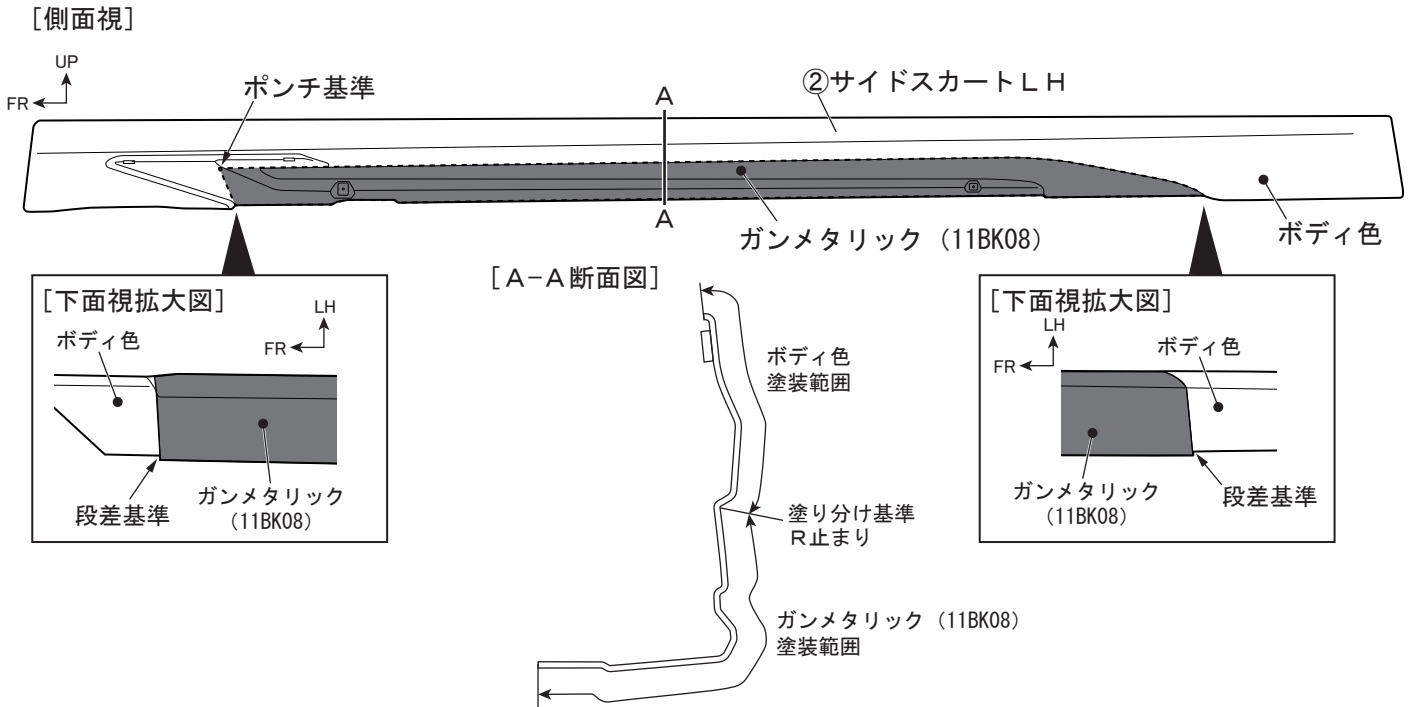 ［側面視］
UP
FR
ポンチ基準
A
②サイドスカートＬＨ
A
ガンメタリック（11BK08）
ボディ色
［下面視拡大図］
LH
ボディ色
FR
段差基準
ガンメタリック
（11BK08）
［Ａ−Ａ断面図］
ボディ色
塗装範囲
塗り分け基準
Ｒ止まり
ガンメタリック（11BK08）
塗装範囲
［下面視拡大図］
LH
ボディ色
FR
ガンメタリック
（11BK08）
段差基準